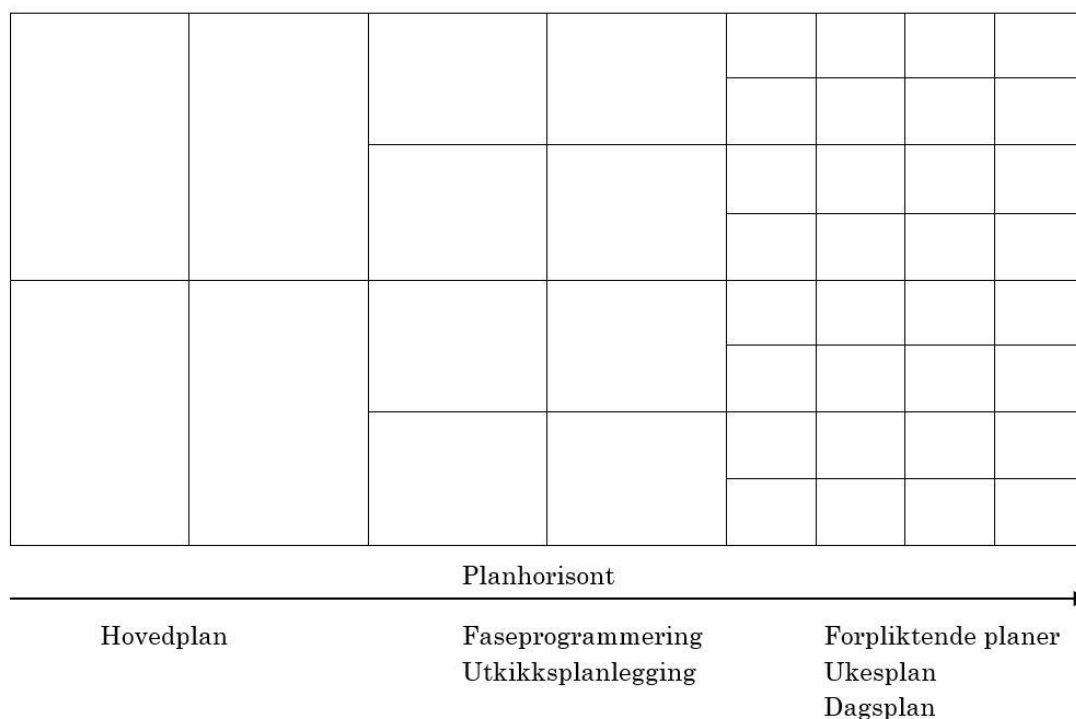 Planhorisont
Hovedplan
Faseprogrammering
Utkikksplanlegging
Forpliktende planer
Ukesplan
Dagsplan